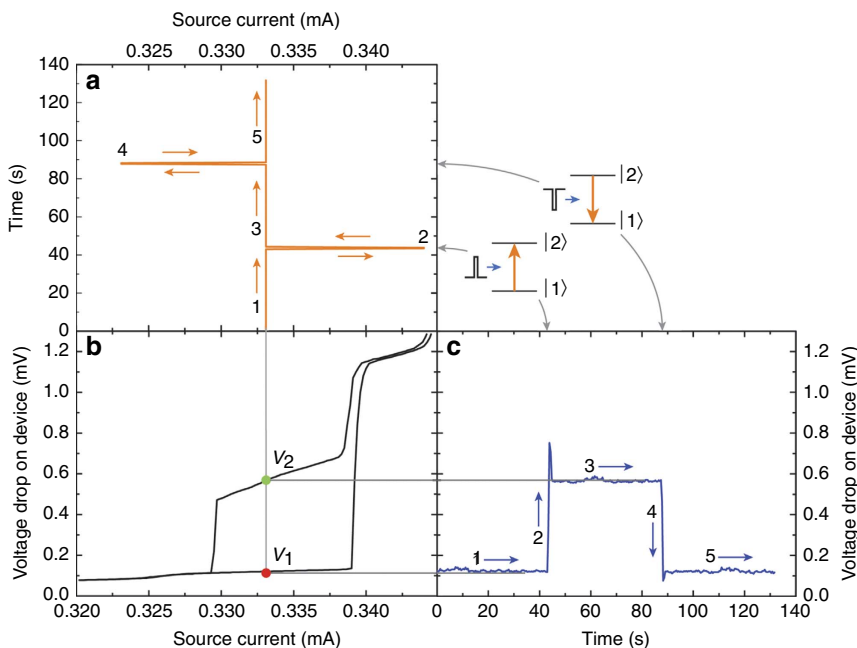 Source current (mA)
0.325 0.330 0.335 0.340
a
140
120
100
80
60
40
20
0
Time (s)
5
4
3
2
1
|2⟩
|1⟩
|2⟩
|1⟩
b
1.2
1.0
0.8
0.6
0.4
0.2
0.0
Voltage drop on device (mV)
V2
V1
0.320 0.325 0.330 0.335 0.340
Source current (mA)
c
1
2
3
4
5
1.2
1.0
0.8
0.6
0.4
0.2
0.0
Voltage drop on device (mV)
0 20 40 60 80 100 120 140
Time (s)